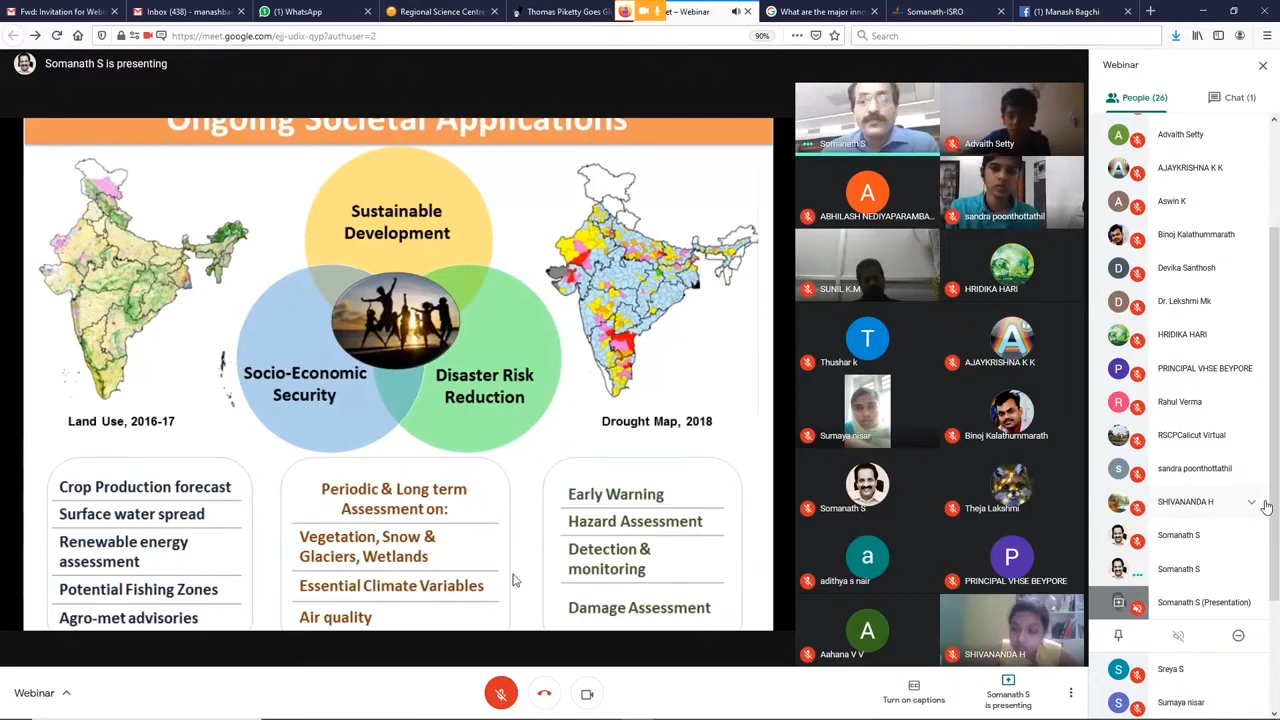 Fwd: Invitation for Webin
Inbox (438) - manashbag
(1) WhatsApp
Regional Science Centre
Thomas Piketty Goes Gl
et – Webinar
What are the major inno
Somanath-ISRO
Manash Bagchi
https://meet.google.com/ejj-udix-qyp?authuser=2
90%
Search
Somanath S is presenting
Ongoing Societal Applications
Sustainable
Development
Socio-Economic
Security
Disaster Risk
Reduction
Land Use, 2016-17
Drought Map, 2018
Crop Production forecast
Surface water spread
Renewable energy
assessment
Potential Fishing Zones
Agro-met advisories
Periodic & Long term
Assessment on:
Vegetation, Snow &
Glaciers, Wetlands
Essential Climate Variables
Air quality
Early Warning
Hazard Assessment
Detection &
monitoring
Damage Assessment
Somanath S
Advaith Setty
A
ABHILASH NEDIYAPARAMBA...
sandra poonthottathil
SUNIL K.M.
HRIDIKA HARI
T
Thushar k
A
AJAYKRISHNA K K
Sumaya nisar
Binoj Kalathummarath
Somanath S
Theja Lakshmi
a
adithya s nair
P
PRINCIPAL VHSE BEYPORE
A
Aahana V V
SHIVANANDA H
Webinar
People (26)
Chat (1)
A
Advaith Setty
A
AJAYKRISHNA K K
A
Aswin K
Binoj Kalathummarath
D
Devika Santhosh
D
Dr. Lekshmi Mk
HRIDIKA HARI
P
PRINCIPAL VHSE BEYPORE
R
Rahul Verma
RSCPCalicut Virtual
s
sandra poonthottathil
SHIVANANDA H
Somanath S
Somanath S
Somanath S (Presentation)
S
Sreya S
S
Sumaya nisar
Webinar
Turn on captions
Somanath S
is presenting